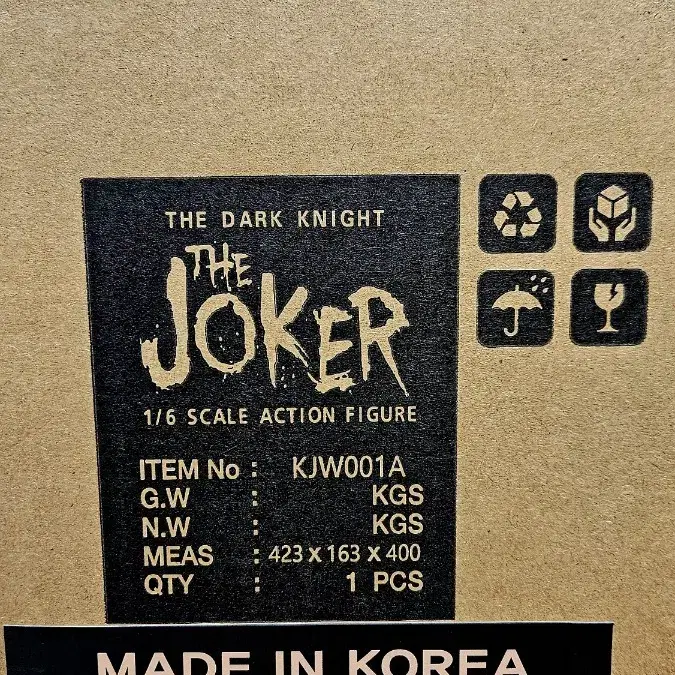 THE DARK KNIGHT
THE
JOKER
1/6 SCALE ACTION FIGURE
ITEM No : KJW001A
G.W : KGS
N.W : KGS
MEAS : 423 x 163 x 400
QTY : 1 PCS
MADE IN KOREA